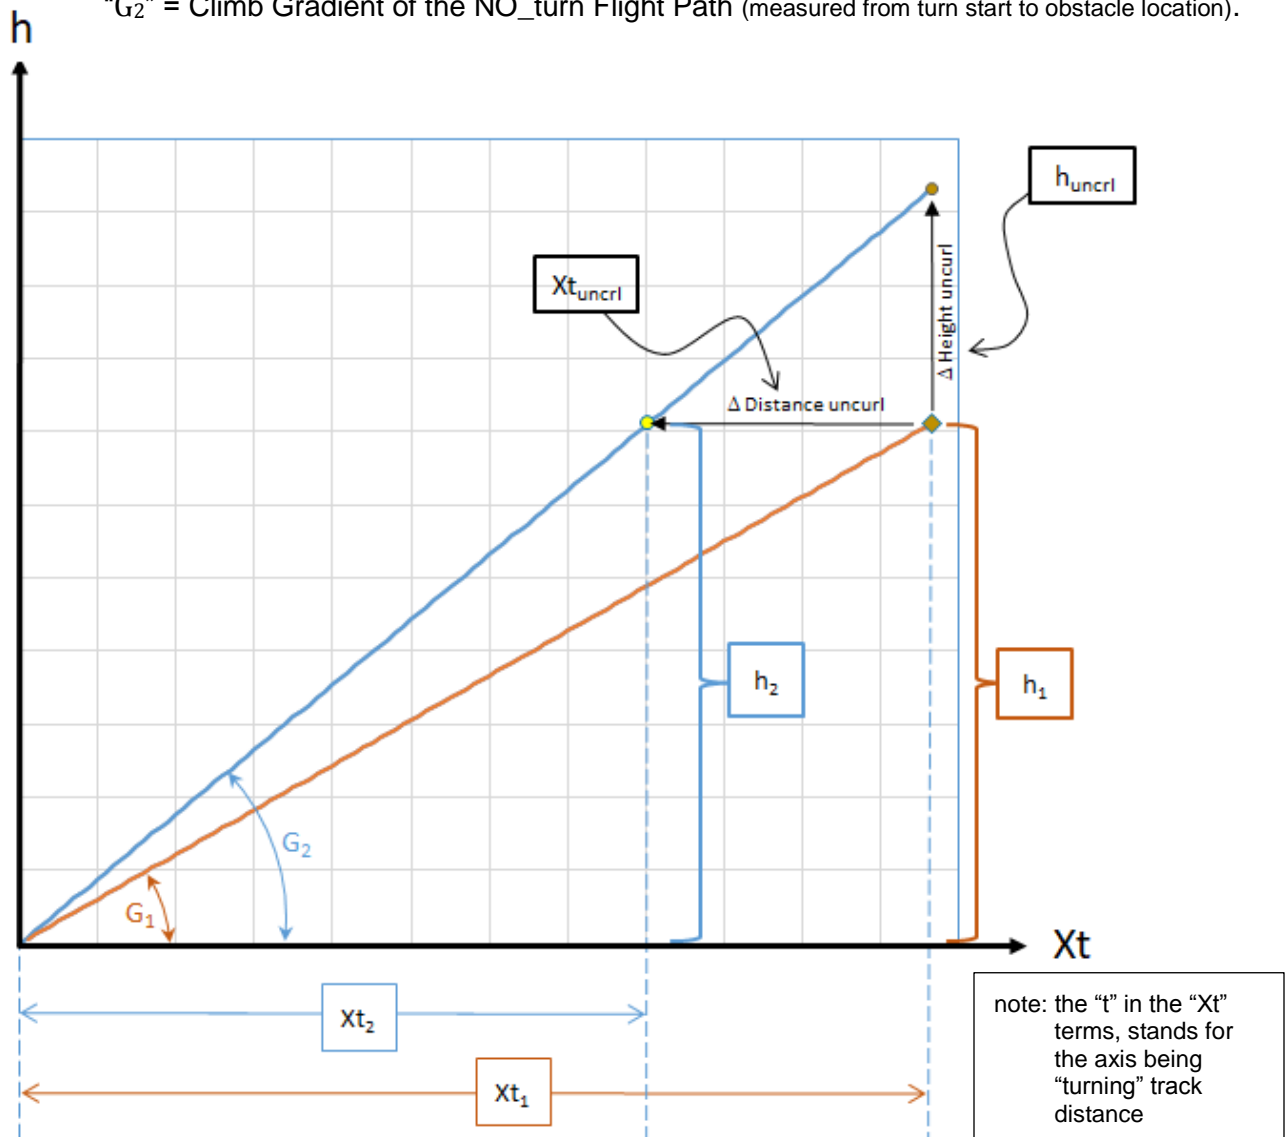 “G₂” = Climb Gradient of the NO_turn Flight Path (measured from turn start to obstacle location).
h
h_uncrl
Xt_uncrl
Δ Height uncurl
Δ Distance uncurl
h₂
h₁
G₂
G₁
Xt
Xt₂
Xt₁
note: the “t” in the “Xt”
terms, stands for
the axis being
“turning” track
distance